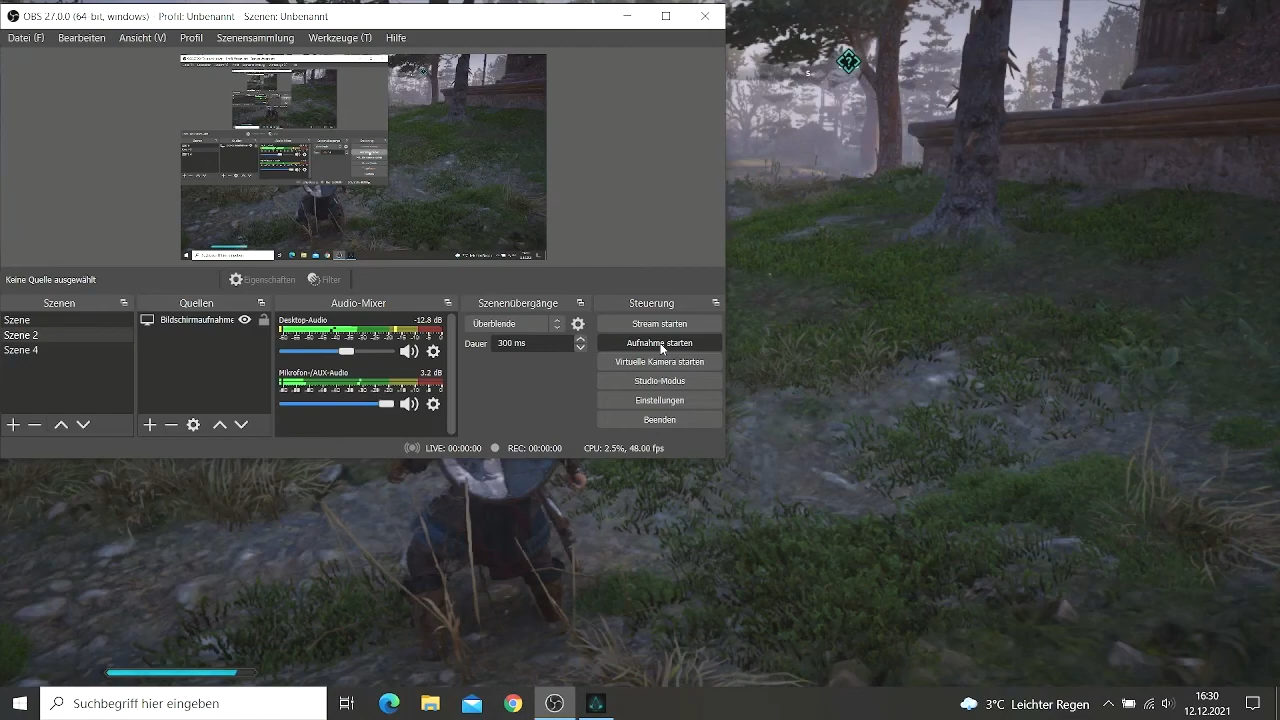 OBS 27.0.0 (64-bit, windows) - Profil: Unbenannt - Szenen: Unbenannt
Datei (F) Bearbeiten Ansicht (V) Profil Szenensammlung Werkzeuge (T) Hilfe
Keine Quelle ausgewählt Eigenschaften Filter
Szenen Quellen Audio-Mixer Szenenübergänge Steuerung
Szene
Szene 2
Szene 4
Bildschirmaufnahme
Desktop-Audio -12.8 dB
Mikrofon-/AUX-Audio 3.2 dB
Überblende
Dauer 300 ms
Stream starten
Aufnahme starten
Virtuelle Kamera starten
Studio-Modus
Einstellungen
Beenden
LIVE: 00:00:00 REC: 00:00:00 CPU: 2.5%, 48.00 fps
S
?
Suchbegriff hier eingeben
3°C Leichter Regen
16:30
12.12.2021